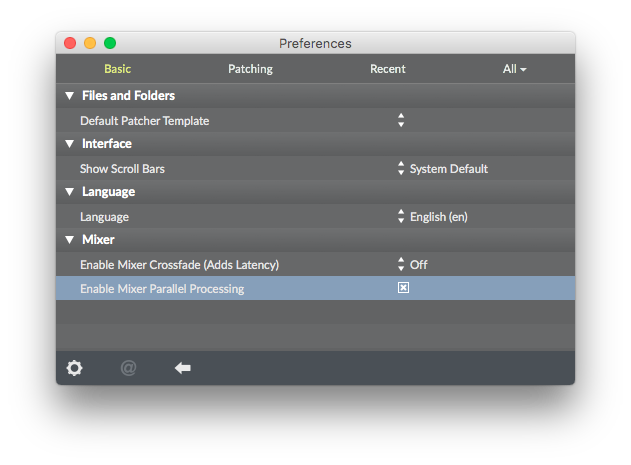 Preferences
Basic Patching Recent All
Files and Folders
Default Patcher Template
Interface
Show Scroll Bars System Default
Language
Language English (en)
Mixer
Enable Mixer Crossfade (Adds Latency) Off
Enable Mixer Parallel Processing
@